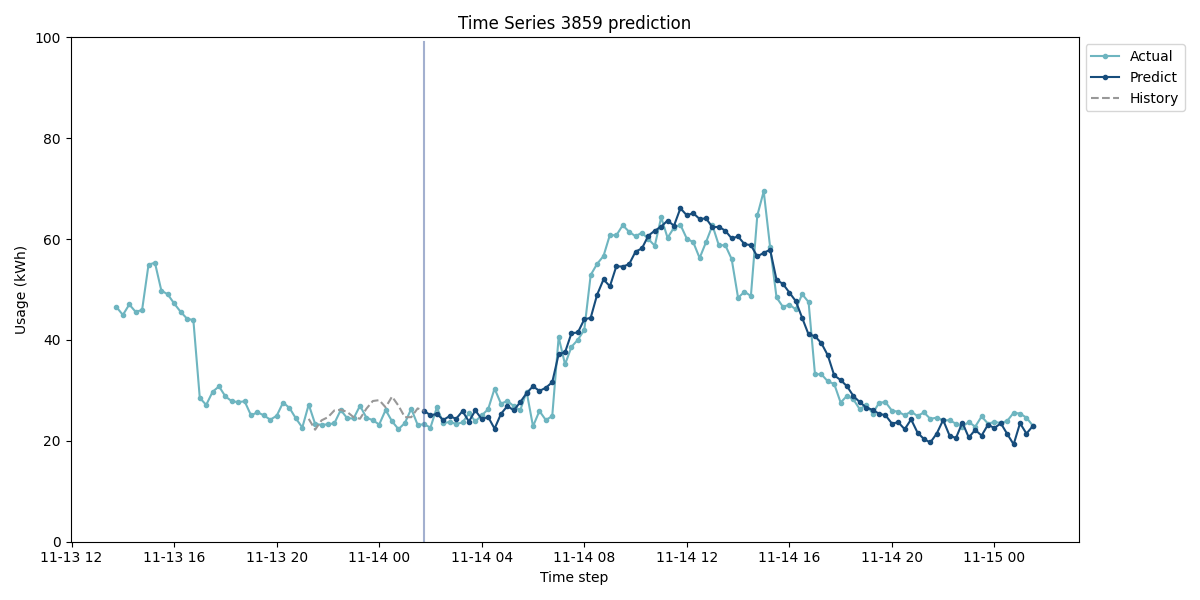 Time Series 3859 prediction
Usage (kWh)
100
80
60
40
20
0
11-13 12
11-13 16
11-13 20
11-14 00
11-14 04
11-14 08
11-14 12
11-14 16
11-14 20
11-15 00
Time step
Actual
Predict
History